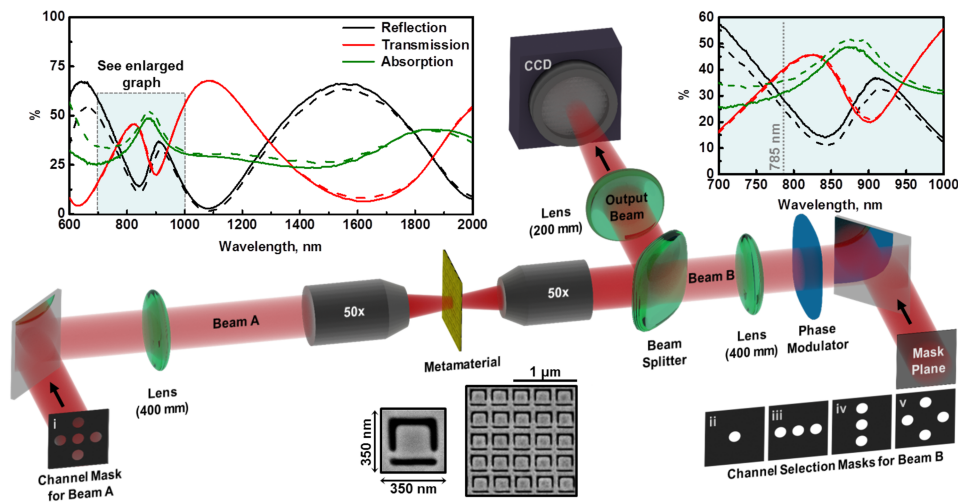 60 800 1000 1200 1400 1600 1800 2000
0
25
50
75
100
%
Wavelength, nm
Reflection
Transmission
Absorption
See enlarged
graph
CCD
0
10
20
30
40
50
60
%
785 nm
700 750 800 850 900 950 1000
Wavelength, nm
Output
Beam
Lens
(200 mm)
Beam A
50x
50x
Beam B
Lens
(400 mm)
Metamaterial
Beam
Splitter
Lens
(400 mm)
Phase
Modulator
Mask
Plane
i
Channel Mask
for Beam A
350 nm
350 nm
1 µm
ii
iii
iv
v
Channel Selection Masks for Beam B